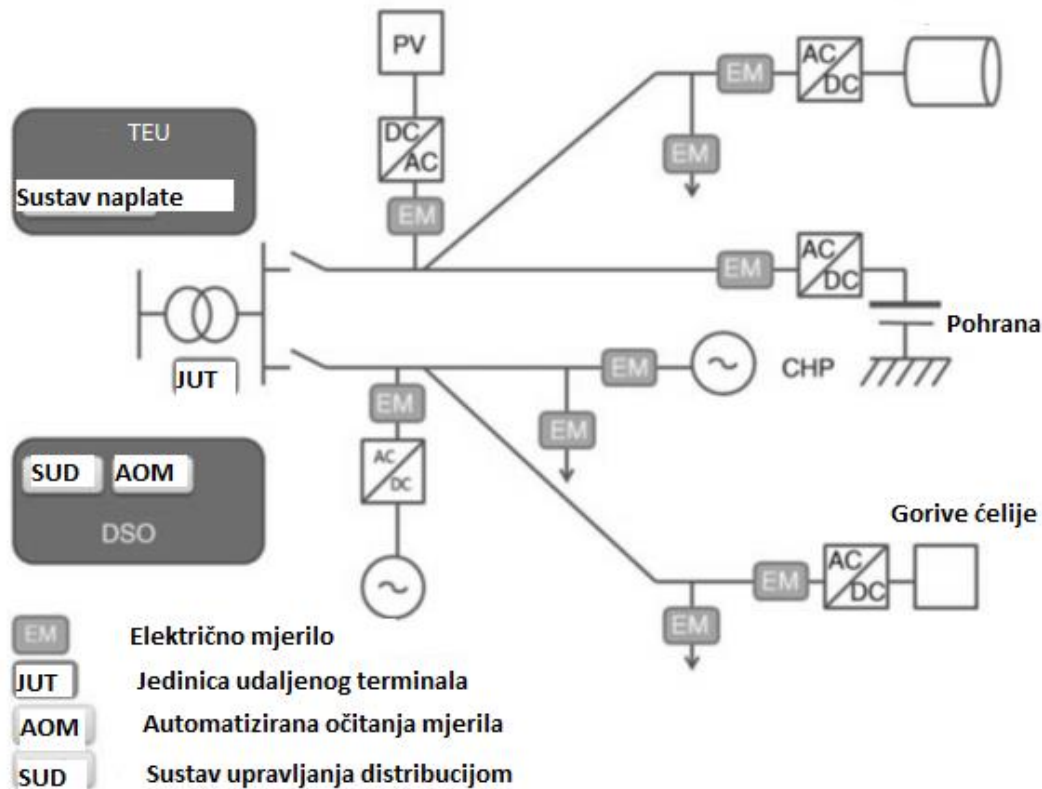 PV
AC
DC
EM
TEU
DC
AC
EM
Sustav naplate
EM
AC
DC
EM
Pohrana
JUT
EM
CHP
EM
EM
SUD AOM
AC
DC
DSO
Gorive ćelije
AC
DC
EM
EM
EM Električno mjerilo
JUT Jedinica udaljenog terminala
AOM Automatizirana očitanja mjerila
SUD Sustav upravljanja distribucijom